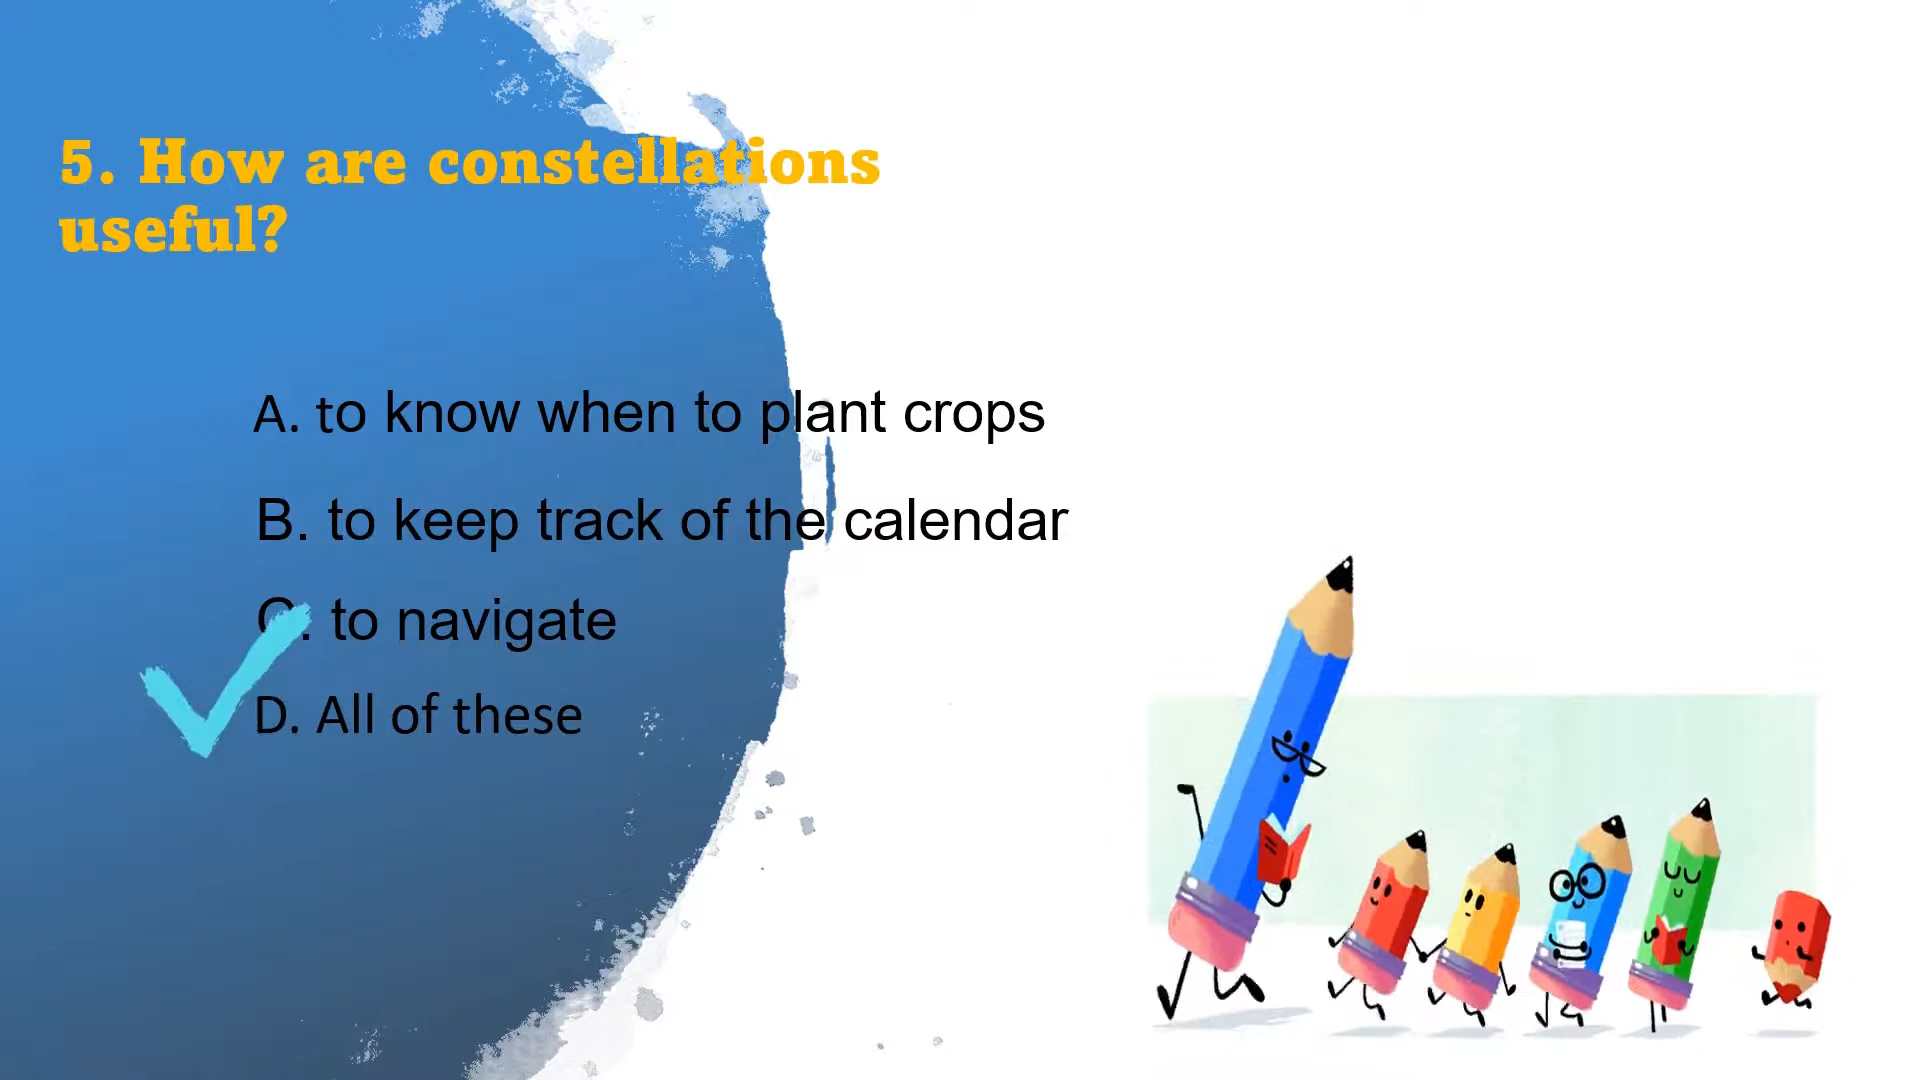 5. How are constellations
useful?
A. to know when to plant crops
B. to keep track of the calendar
C. to navigate
D. All of these